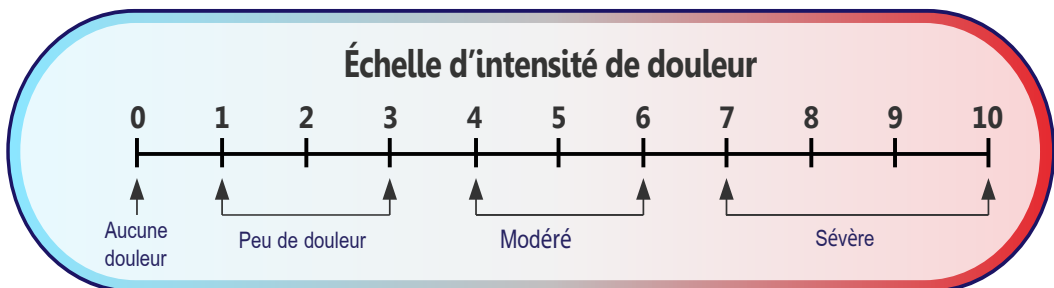 Échelle d'intensité de douleur
0 1 2 3 4 5 6 7 8 9 10
Aucune
douleur
Peu de douleur
Modéré
Sévère